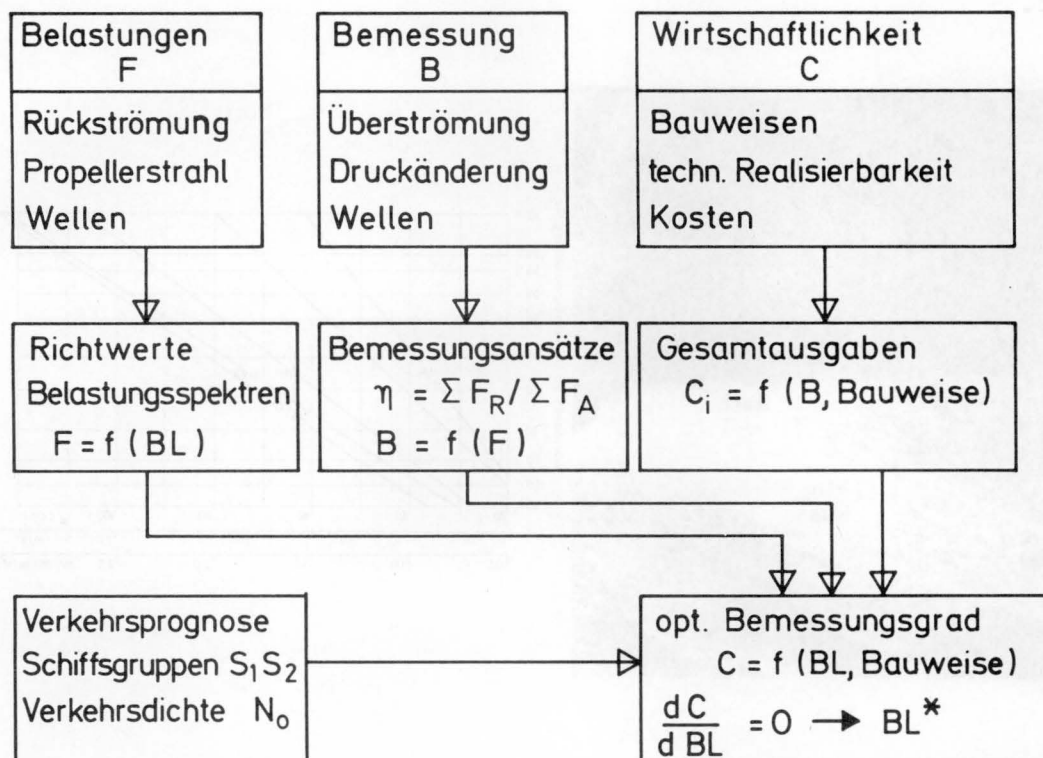 Belastungen
F
Rückströmung
Propellerstrahl
Wellen
Bemessung
B
Überströmung
Druckänderung
Wellen
Wirtschaftlichkeit
C
Bauweisen
techn. Realisierbarkeit
Kosten
Richtwerte
Belastungsspektren
F = f ( BL )
Bemessungsansätze
η = Σ F_R / Σ F_A
B = f ( F )
Gesamtausgaben
C_i = f ( B, Bauweise )
Verkehrsprognose
Schiffsgruppen S_1 S_2
Verkehrsdichte N_o
opt. Bemessungsgrad
C = f ( BL, Bauweise )
dC
d BL
= 0 → BL*